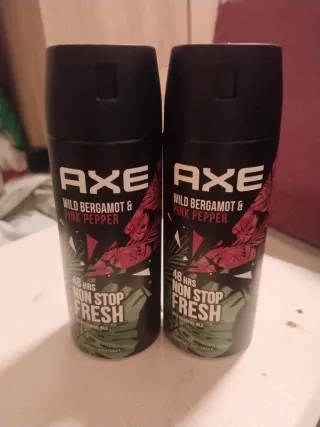 AXE
WILD BERGAMOT &
PINK PEPPER
48 HRS
NON STOP
FRESH
AXE
WILD BERGAMOT &
PINK PEPPER
48 HRS
NON STOP
FRESH